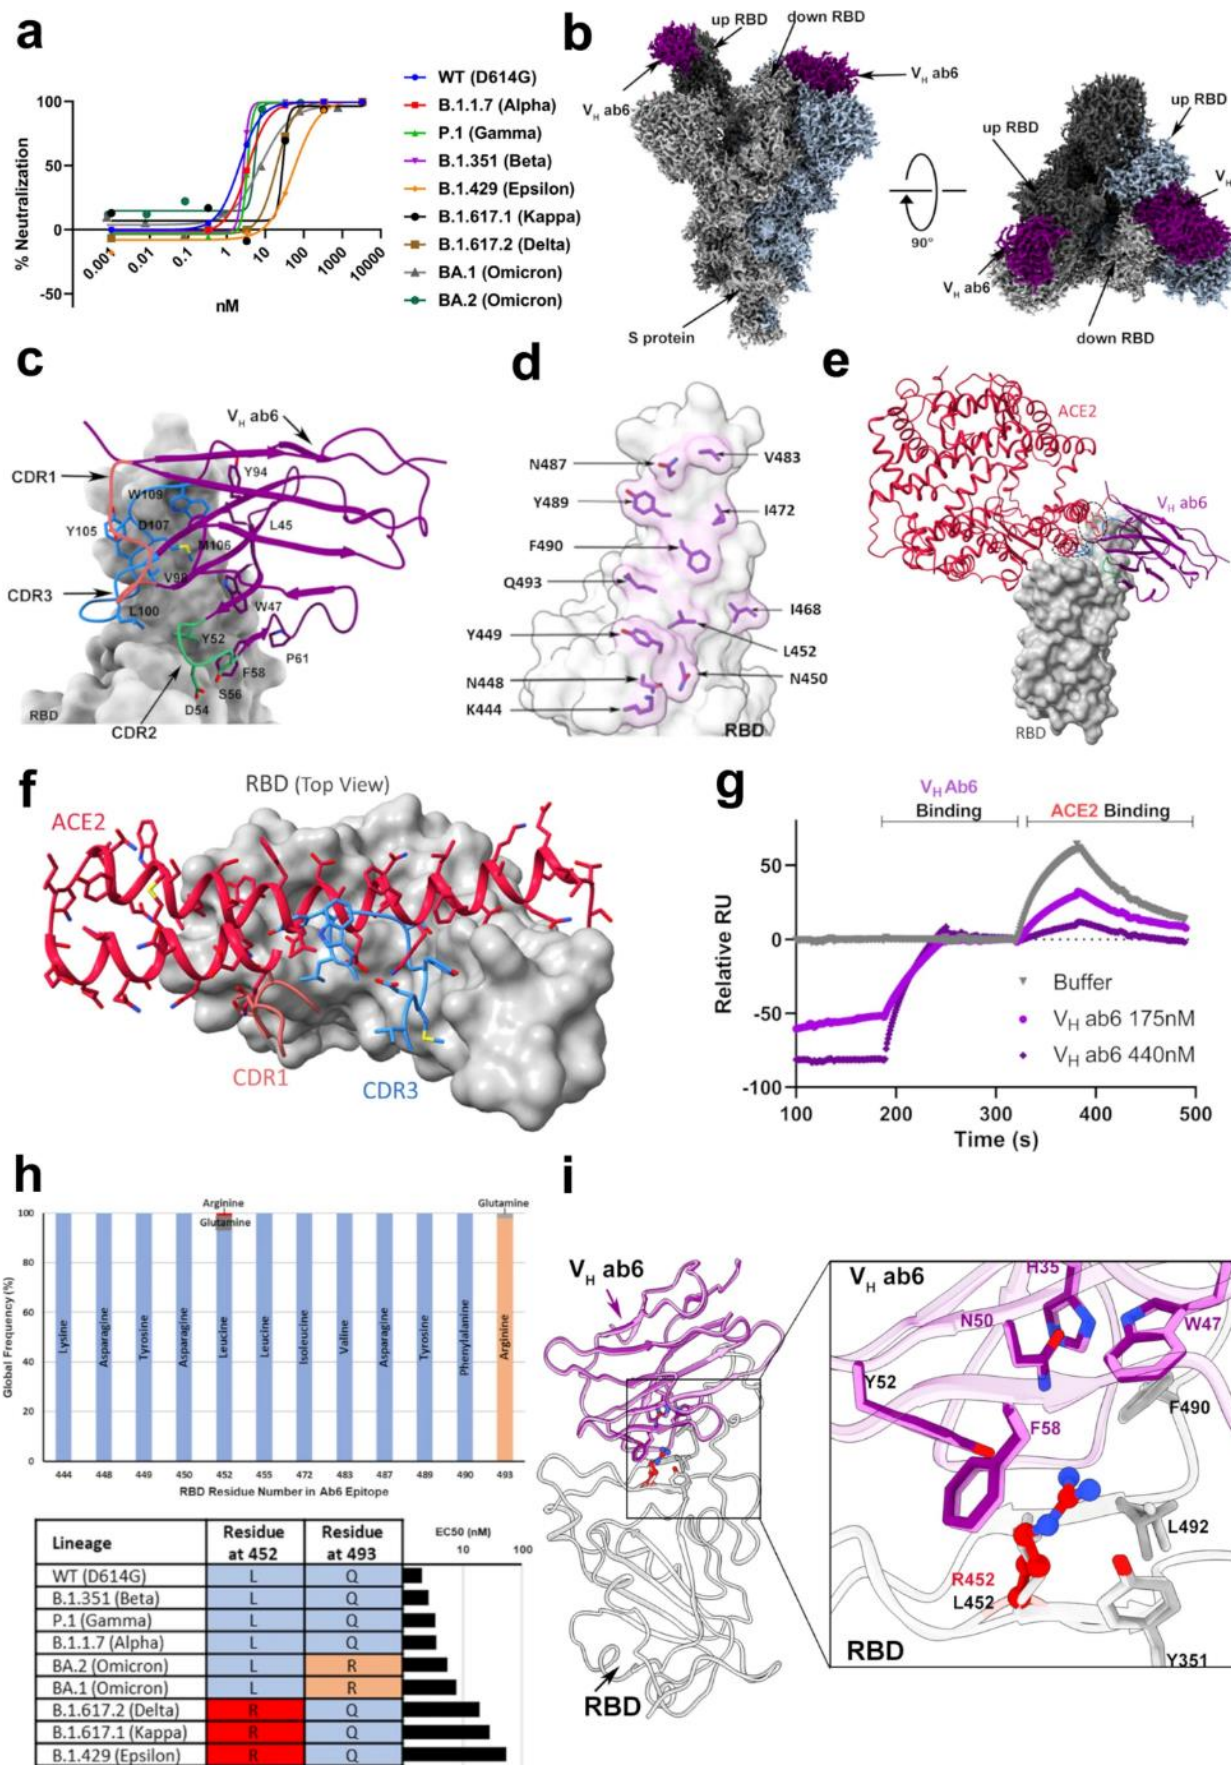 a
% Neutralization
100
50
0
-50
0.001
0.01
0.1
1
10
100
1000
10000
nM
WT (D614G)
B.1.1.7 (Alpha)
P.1 (Gamma)
B.1.351 (Beta)
B.1.429 (Epsilon)
B.1.617.1 (Kappa)
B.1.617.2 (Delta)
BA.1 (Omicron)
BA.2 (Omicron)
b
up RBD
down RBD
VH ab6
VH ab6
S protein
90°
up RBD
up RBD
VH
VH ab6
down RBD
c
VH ab6
CDR1
Y94
W109
Y105
D107
L45
M106
CDR3
V98
L100
W47
Y52
P61
F58
S56
D54
RBD
CDR2
d
N487
V483
Y489
I472
F490
Q493
I468
Y449
L452
N448
N450
K444
RBD
e
ACE2
VH ab6
RBD
f
RBD (Top View)
ACE2
CDR1
CDR3
g
VH Ab6
Binding
ACE2 Binding
Relative RU
50
0
-50
-100
100
200
300
400
500
Time (s)
Buffer
VH ab6 175nM
VH ab6 440nM
h
Arginine
Glutamine
Glutamine
Global Frequency (%)
100
80
60
40
20
0
Lysine
Asparagine
Tyrosine
Asparagine
Leucine
Leucine
Isoleucine
Valine
Asparagine
Tyrosine
Phenylalanine
Arginine
444 448 449 450 452 455 472 483 487 489 490 493
RBD Residue Number in Ab6 Epitope
Lineage Residue at 452 Residue at 493 EC50 (nM)
10 100
WT (D614G) L Q
B.1.351 (Beta) L Q
P.1 (Gamma) L Q
B.1.1.7 (Alpha) L Q
BA.2 (Omicron) L R
BA.1 (Omicron) L R
B.1.617.2 (Delta) R Q
B.1.617.1 (Kappa) R Q
B.1.429 (Epsilon) R Q
i
VH ab6
RBD
VH ab6
H35
N50
W47
Y52
F490
F58
L492
R452
L452
RBD
Y351